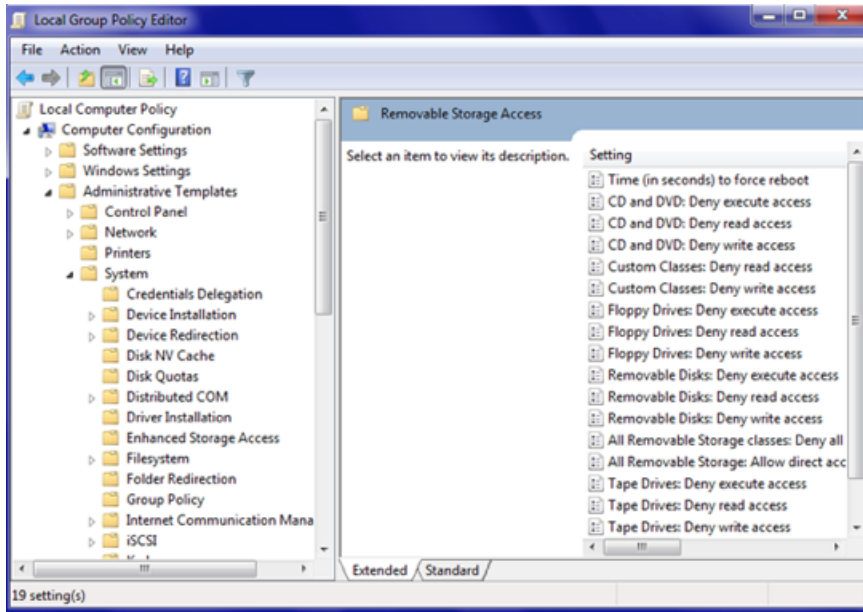 Local Group Policy Editor
File Action View Help
Local Computer Policy
Computer Configuration
Software Settings
Windows Settings
Administrative Templates
Control Panel
Network
Printers
System
Credentials Delegation
Device Installation
Device Redirection
Disk NV Cache
Disk Quotas
Distributed COM
Driver Installation
Enhanced Storage Access
Filesystem
Folder Redirection
Group Policy
Internet Communication Mana
iSCSI
Removable Storage Access
Select an item to view its description.
Setting
Time (in seconds) to force reboot
CD and DVD: Deny execute access
CD and DVD: Deny read access
CD and DVD: Deny write access
Custom Classes: Deny read access
Custom Classes: Deny write access
Floppy Drives: Deny execute access
Floppy Drives: Deny read access
Floppy Drives: Deny write access
Removable Disks: Deny execute access
Removable Disks: Deny read access
Removable Disks: Deny write access
All Removable Storage classes: Deny all
All Removable Storage: Allow direct acc
Tape Drives: Deny execute access
Tape Drives: Deny read access
Tape Drives: Deny write access
Extended Standard
19 setting(s)